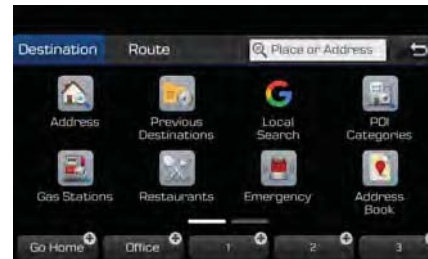 Destination Route Place or Address
Address Previous Destinations Local Search POI Categories
Gas Stations Restaurants Emergency Address Book
Go Home Office 1 2 3